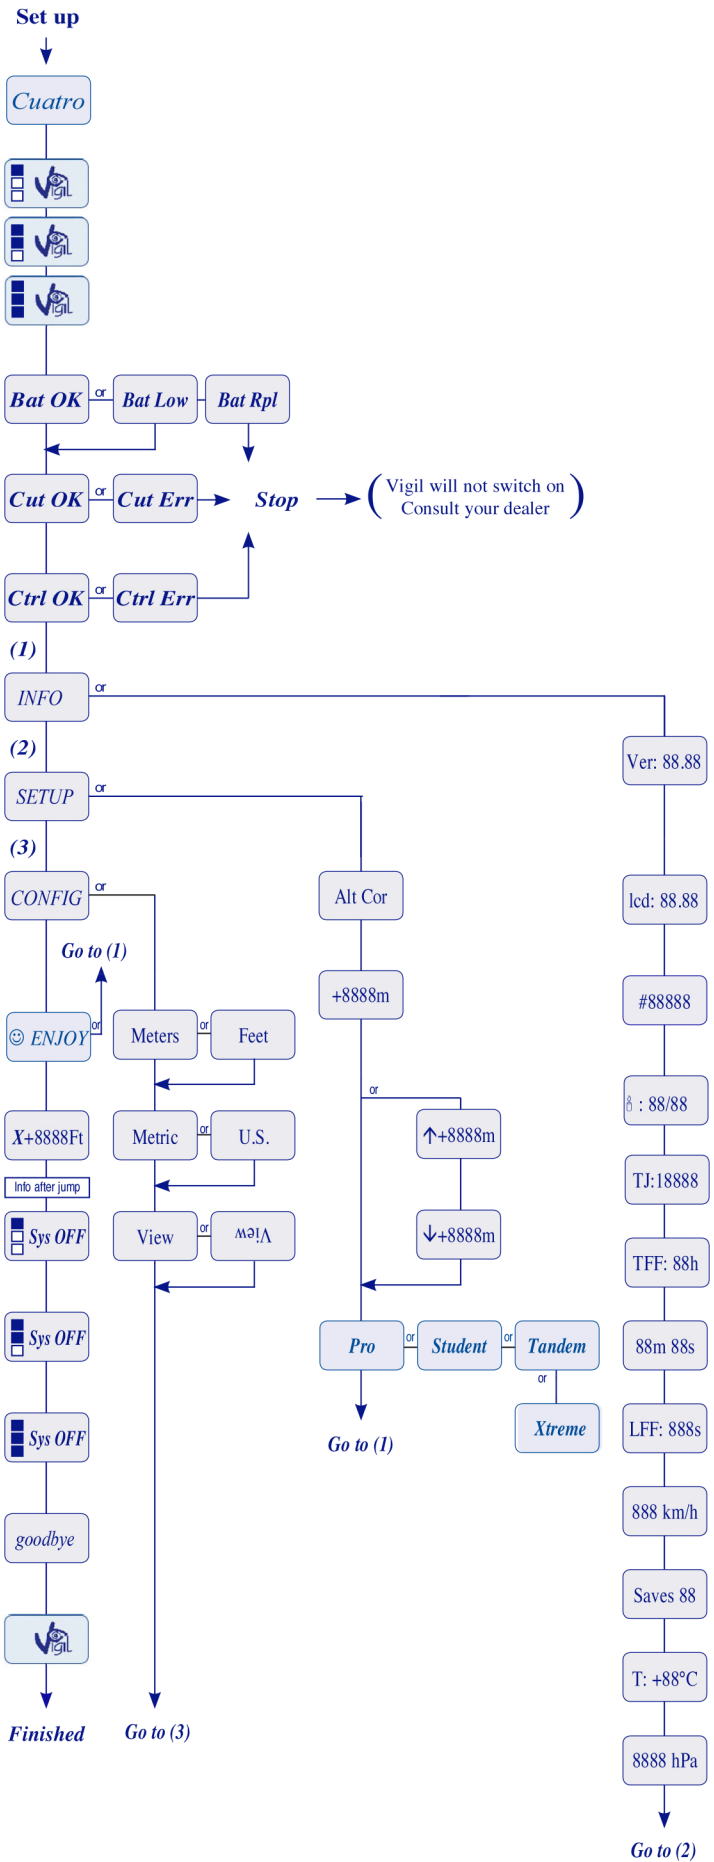 Set up
Cuatro
Vigil
Vigil
Vigil
Bat OK or Bat Low Bat Rpl
Cut OK or Cut Err Stop (Vigil will not switch on
Consult your dealer)
Ctrl OK or Ctrl Err
(1)
INFO or
(2)
Ver: 88.88
SETUP or
(3)
CONFIG or
Alt Cor
lcd: 88.88
Go to (1)
+8888m
#88888
☺ ENJOY or
Meters or Feet
or
: 88/88
X+8888Ft
Metric or U.S.
↑+8888m
TJ:18888
Info after jump
Sys OFF
View or View
↓+8888m
TFF: 88h
Sys OFF
Pro or Student or Tandem
88m 88s
or
Xtreme
Go to (1)
LFF: 888s
Sys OFF
888 km/h
goodbye
Saves 88
Vigil
T: +88°C
Finished
Go to (3)
8888 hPa
Go to (2)